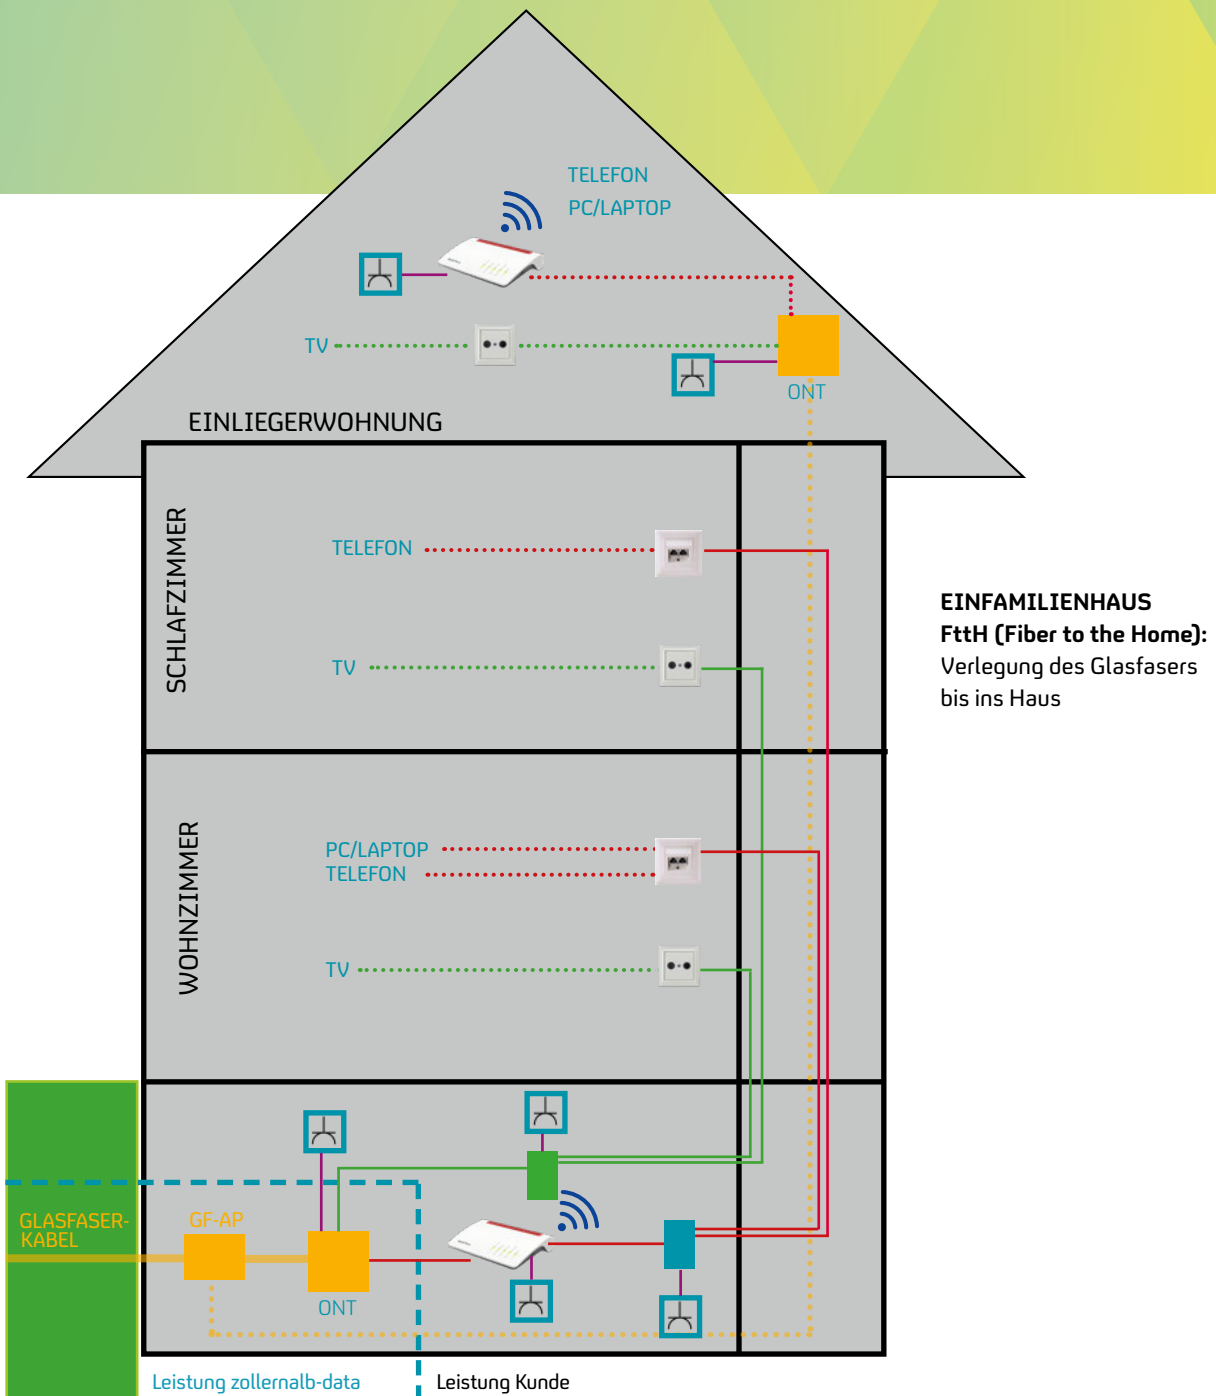 TELEFON
PC/LAPTOP
TV
ONT
EINLIEGERWOHNUNG
SCHLAFZIMMER
TELEFON
TV
EINFAMILIENHAUS
FttH (Fiber to the Home):
Verlegung des Glasfasers
bis ins Haus
WOHNZIMMER
PC/LAPTOP
TELEFON
TV
GLASFASER-
KABEL
GF-AP
ONT
Leistung zollernalb-data
Leistung Kunde